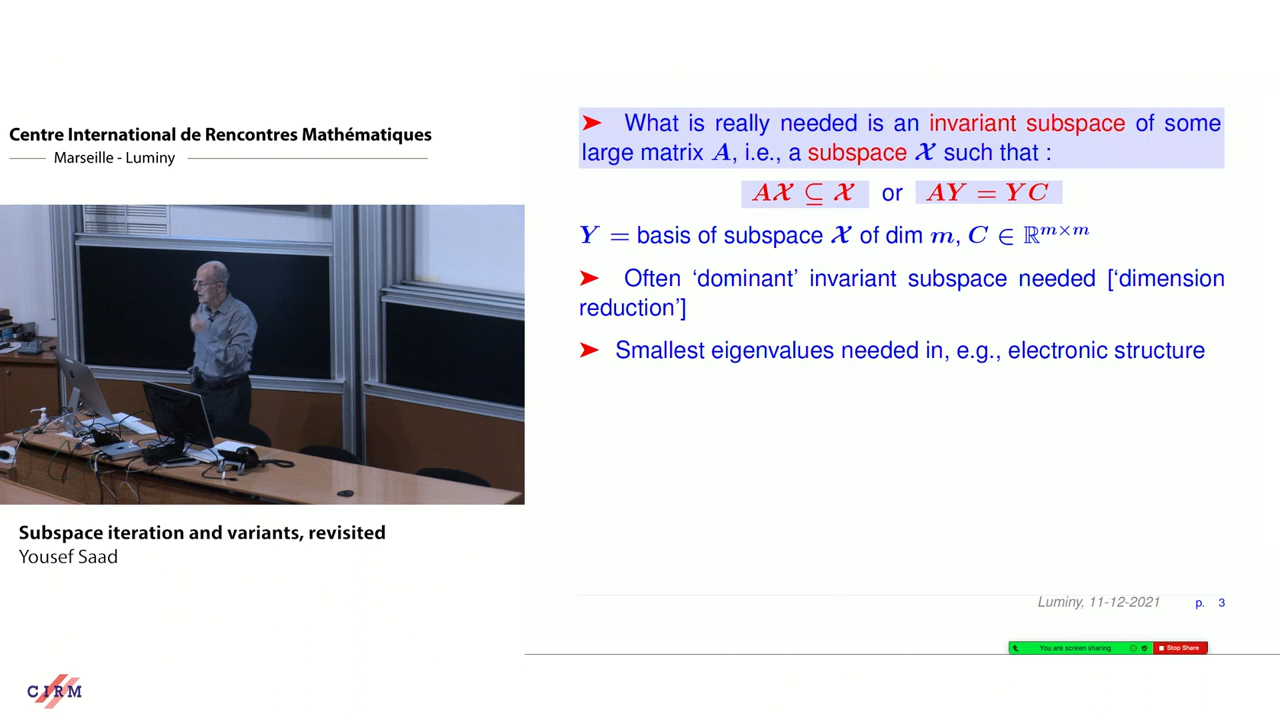 Centre International de Rencontres Mathématiques
Marseille - Luminy
➤ What is really needed is an invariant subspace of some
large matrix A, i.e., a subspace 𝒳 such that :
A𝒳 ⊆ 𝒳 or AY = YC
Y = basis of subspace 𝒳 of dim m, C ∈ ℝ^{m×m}
➤ Often ‘dominant’ invariant subspace needed [‘dimension
reduction’]
➤ Smallest eigenvalues needed in, e.g., electronic structure
Subspace iteration and variants, revisited
Yousef Saad
Luminy, 11-12-2021 p. 3
You are screen sharing Stop Share
CIRM